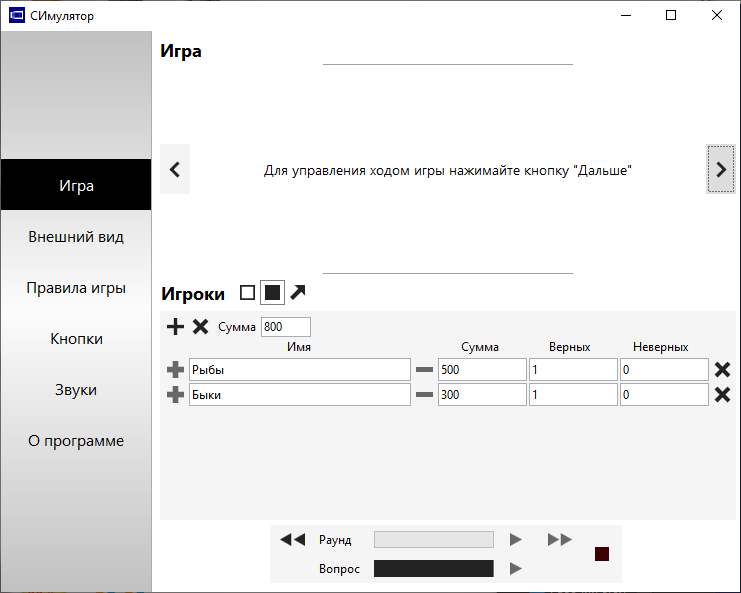 СИмулятор
Игра
Игра
Внешний вид
Правила игры
Кнопки
Звуки
О программе
Для управления ходом игры нажимайте кнопку "Дальше"
Игроки
Сумма 800
Имя Сумма Верных Неверных
Рыбы 500 1 0
Быки 300 1 0
Раунд
Вопрос